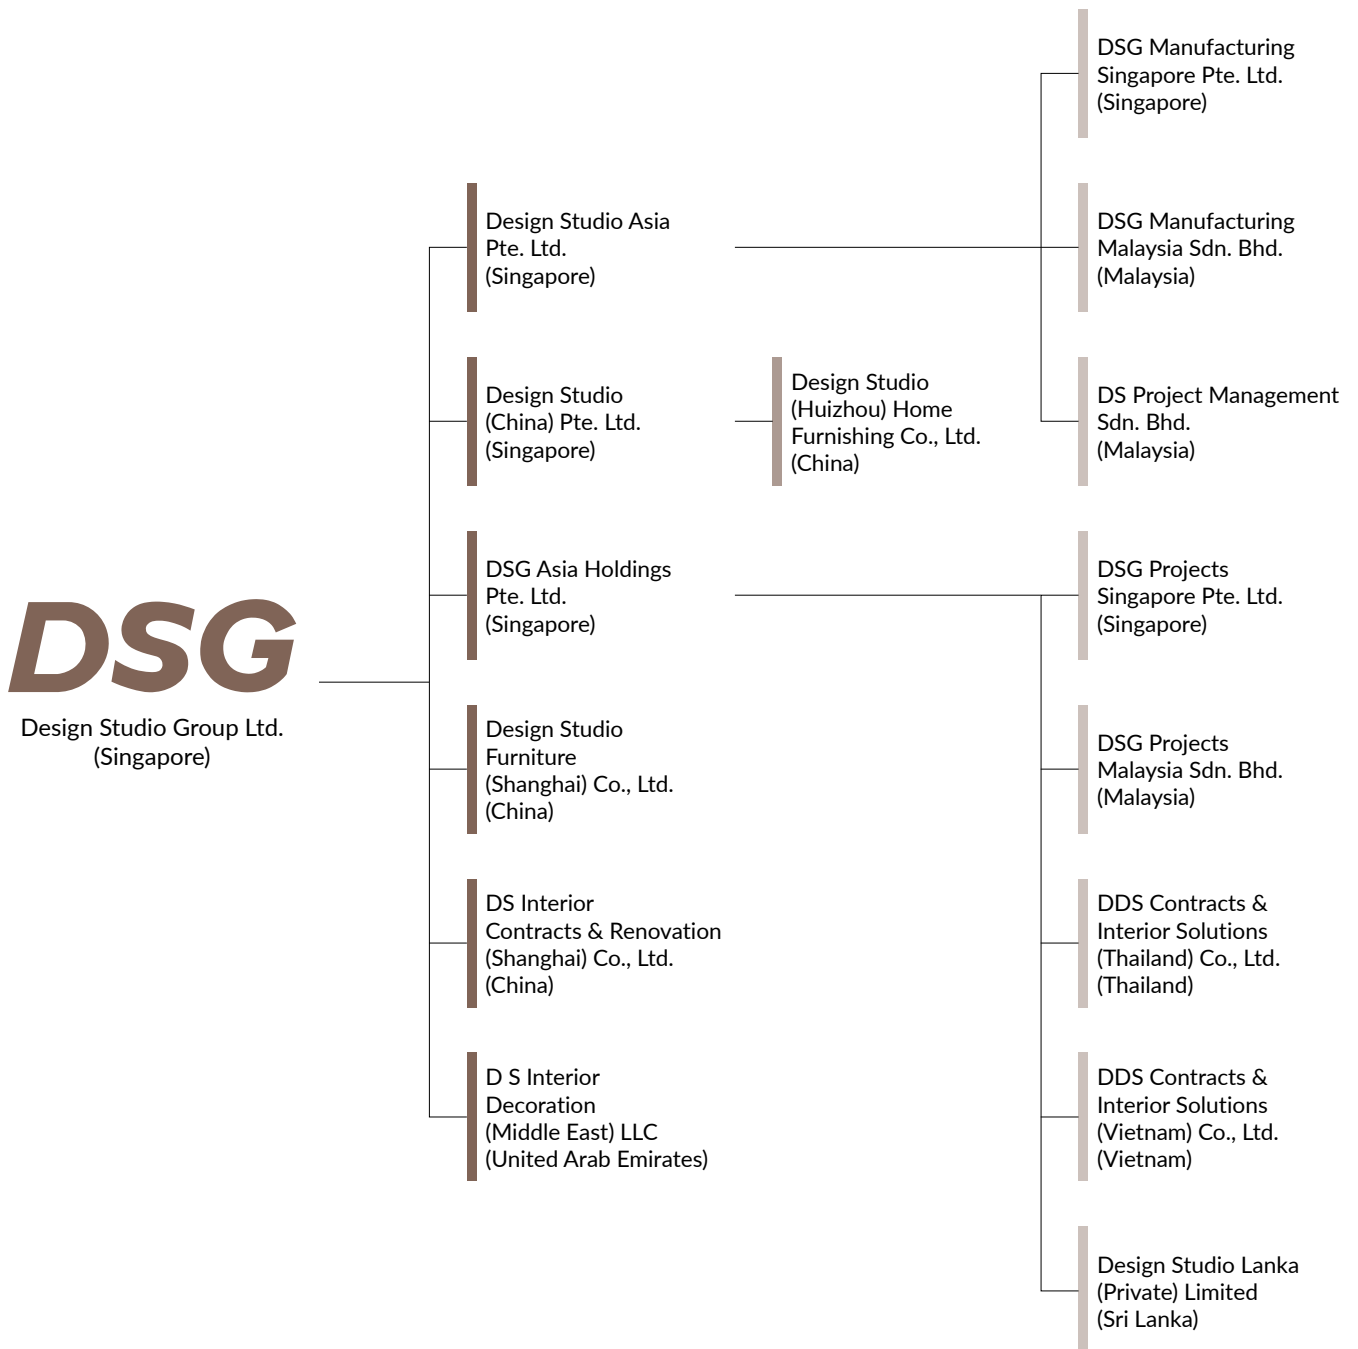 DSG
Design Studio Group Ltd.
(Singapore)
Design Studio Asia
Pte. Ltd.
(Singapore)
Design Studio
(China) Pte. Ltd.
(Singapore)
DSG Asia Holdings
Pte. Ltd.
(Singapore)
Design Studio
Furniture
(Shanghai) Co., Ltd.
(China)
DS Interior
Contracts & Renovation
(Shanghai) Co., Ltd.
(China)
D S Interior
Decoration
(Middle East) LLC
(United Arab Emirates)
Design Studio
(Huizhou) Home
Furnishing Co., Ltd.
(China)
DSG Manufacturing
Singapore Pte. Ltd.
(Singapore)
DSG Manufacturing
Malaysia Sdn. Bhd.
(Malaysia)
DS Project Management
Sdn. Bhd.
(Malaysia)
DSG Projects
Singapore Pte. Ltd.
(Singapore)
DSG Projects
Malaysia Sdn. Bhd.
(Malaysia)
DDS Contracts &
Interior Solutions
(Thailand) Co., Ltd.
(Thailand)
DDS Contracts &
Interior Solutions
(Vietnam) Co., Ltd.
(Vietnam)
Design Studio Lanka
(Private) Limited
(Sri Lanka)